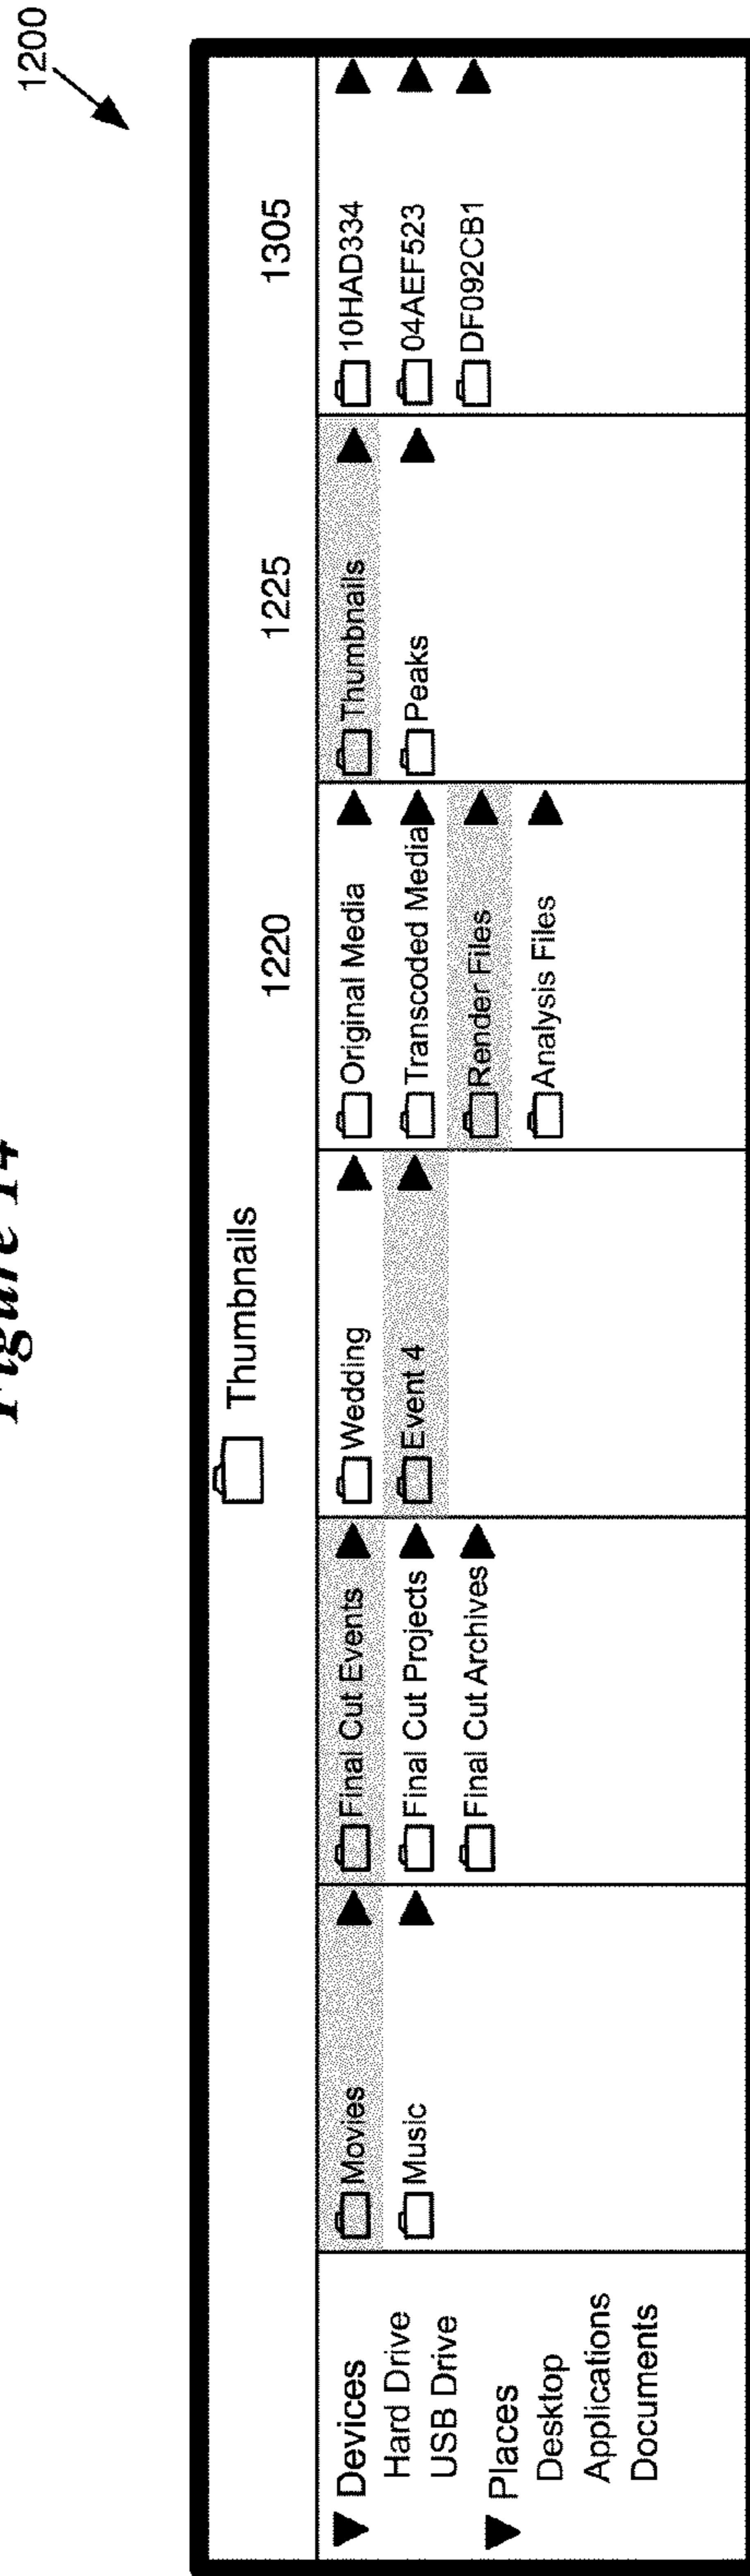 Figure 14
1200
Thumbnails
1220
1225
1305
Devices
Hard Drive
USB Drive
Places
Desktop
Applications
Documents
Movies
Music
Final Cut Events
Final Cut Projects
Final Cut Archives
Wedding
Event 4
Original Media
Transcoded Media
Render Files
Analysis Files
Thumbnails
Peaks
10HAD334
04AEF523
DF092CB1